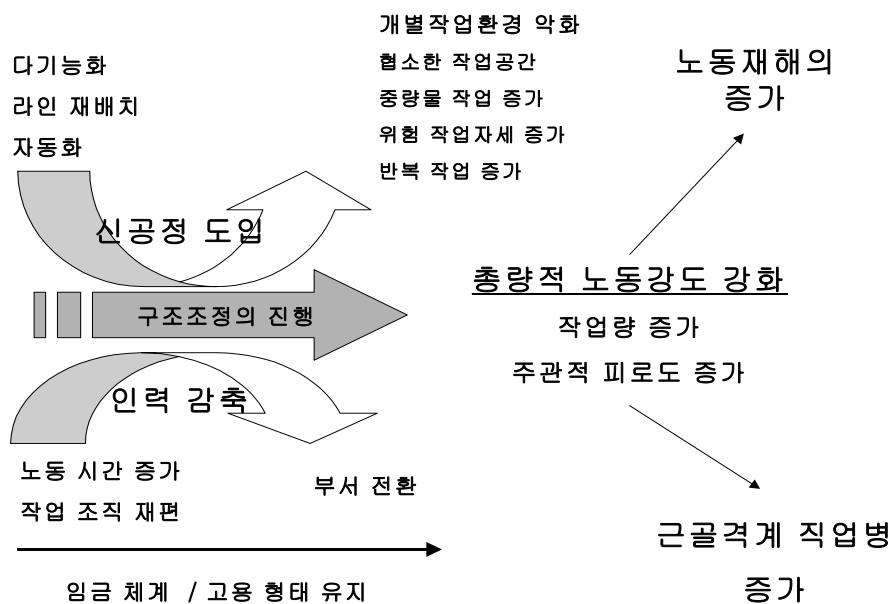 다기능화
라인 재배치
자동화
개별작업환경 악화
협소한 작업공간
중량물 작업 증가
위험 작업자세 증가
반복 작업 증가
노동재해의
증가
신공정 도입
구조조정의 진행
인력 감축
총량적 노동강도 강화
작업량 증가
주관적 피로도 증가
노동 시간 증가
작업 조직 재편
부서 전환
근골격계 직업병
증가
임금 체계 / 고용 형태 유지